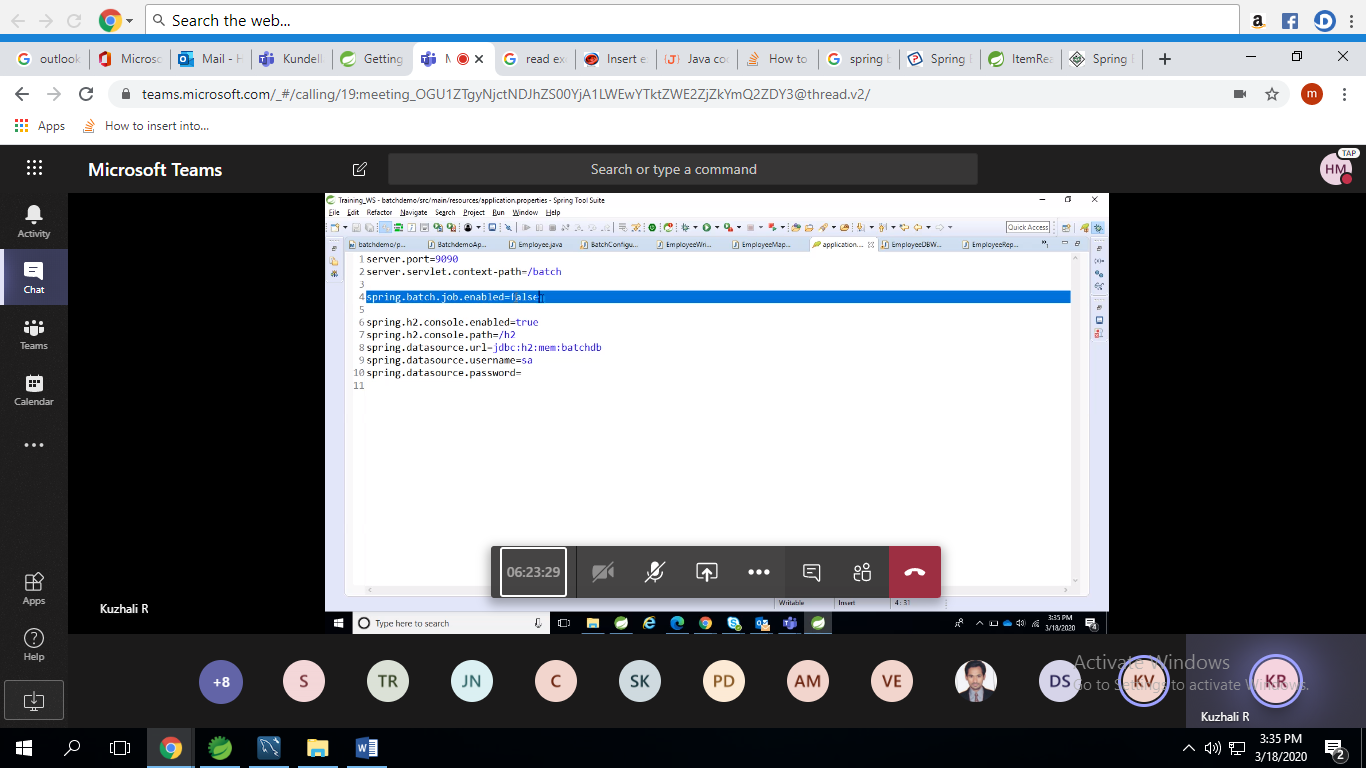 Search the web...
outlook
Microso
Mail - H
Kundell
Getting
M
read ex
Insert e
Java co
How to
spring b
Spring
ItemRea
Spring
teams.microsoft.com/_#/calling/19:meeting_OGU1ZTgyNjctNDJhZS00YjA1LWEwYTktZWE2ZjZkYmQ2ZDY3@thread.v2/
m
Apps
How to insert into...
Microsoft Teams
Search or type a command
HM
TAP
Activity
Chat
Teams
Calendar
Apps
Help
Training_WS - batchdemo/src/main/resources/application.properties - Spring Tool Suite
File Edit Refactor Navigate Search Project Run Window Help
Quick Access
batchdemo/p...
BatchdemoAp...
Employee.java
BatchConfigu...
EmployeeWri...
EmployeeMap...
application....
EmployeeDBW...
EmployeeRep...
1 server.port=9090
2 server.servlet.context-path=/batch
3
4 spring.batch.job.enabled=false
5
6 spring.h2.console.enabled=true
7 spring.h2.console.path=/h2
8 spring.datasource.url=jdbc:h2:mem:batchdb
9 spring.datasource.username=sa
10 spring.datasource.password=
11
06:23:29
Writable
Insert
4 : 31
Kuzhali R
Type here to search
3:35 PM
3/18/2020
4
+8
S
TR
JN
C
SK
PD
AM
VE
DS
KV
KR
Activate Windows
Go to Settings to activate Windows.
Kuzhali R
3:35 PM
3/18/2020
2